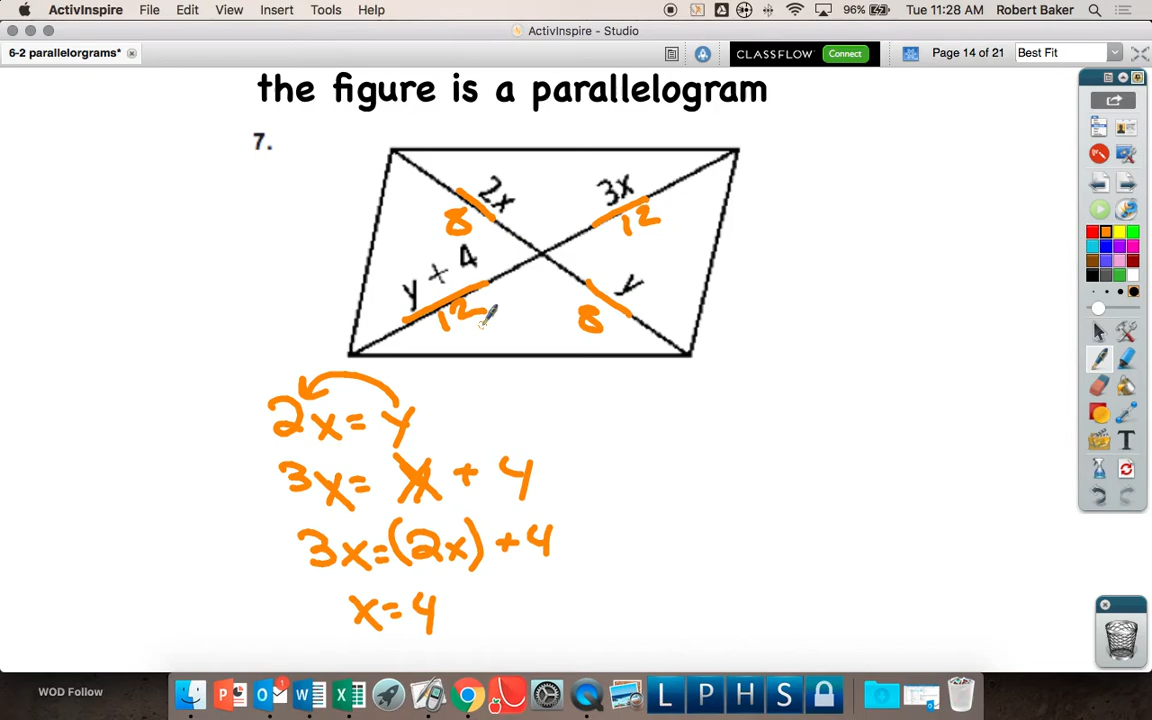 ActivInspire File Edit View Insert Tools Help 96% Tue 11:28 AM Robert Baker
ActivInspire - Studio
6-2 parallelorgrams* CLASSFLOW Connect Page 14 of 21 Best Fit
the figure is a parallelogram
7.
2x 3x
8 12
y + 4 y
12 8
2x = y
3x = y + 4
3x = (2x) + 4
x = 4
WOD Follow
1
L P H S